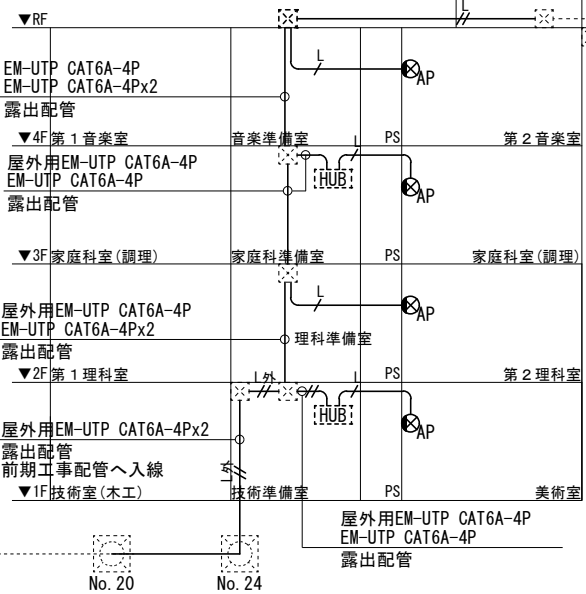 ▼RF
L
L
AP
EM-UTP CAT6A-4P
EM-UTP CAT6A-4Px2
露出配管
▼4F 第1音楽室 音楽準備室 PS 第2音楽室
L
屋外用EM-UTP CAT6A-4P
EM-UTP CAT6A-4P
露出配管
HUB
AP
▼3F 家庭科室(調理) 家庭科準備室 PS 家庭科室(調理)
L
AP
屋外用EM-UTP CAT6A-4P
EM-UTP CAT6A-4Px2
露出配管
理科準備室
▼2F 第1理科室 PS 第2理科室
L外
L
HUB
AP
屋外用EM-UTP CAT6A-4Px2
露出配管
前期工事配管へ入線
L外
▼1F 技術室(木工) 技術準備室 PS 美術室
屋外用EM-UTP CAT6A-4P
EM-UTP CAT6A-4P
露出配管
No.20
No.24